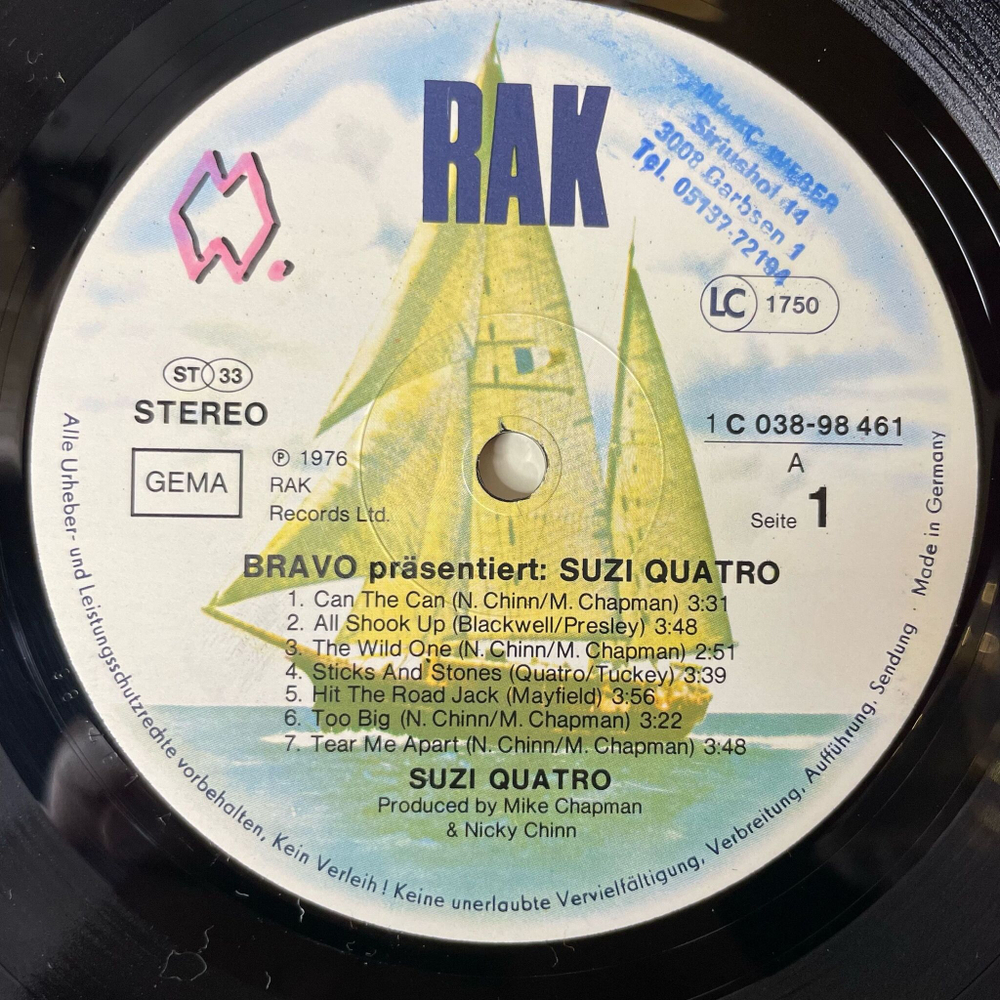 RAK
WEBER
Siriushof 14
3008 Garbsen 1
Tel. 05137-72194
W.
LC 1750
ST 33
STEREO
GEMA
℗ 1976
RAK
Records Ltd.
1 C 038-98 461
A
Seite 1
BRAVO präsentiert: SUZI QUATRO
1. Can The Can (N. Chinn/M. Chapman) 3:31
2. All Shook Up (Blackwell/Presley) 3:48
3. The Wild One (N. Chinn/M. Chapman) 2:51
4. Sticks And Stones (Quatro/Tuckey) 3:39
5. Hit The Road Jack (Mayfield) 3:56
6. Too Big (N. Chinn/M. Chapman) 3:22
7. Tear Me Apart (N. Chinn/M. Chapman) 3:48
SUZI QUATRO
Produced by Mike Chapman
& Nicky Chinn
Alle Urheber- und Leistungsschutzrechte vorbehalten, Kein Verleih! Keine unerlaubte Vervielfältigung, Verbreitung, Aufführung, Sendung · Made in Germany